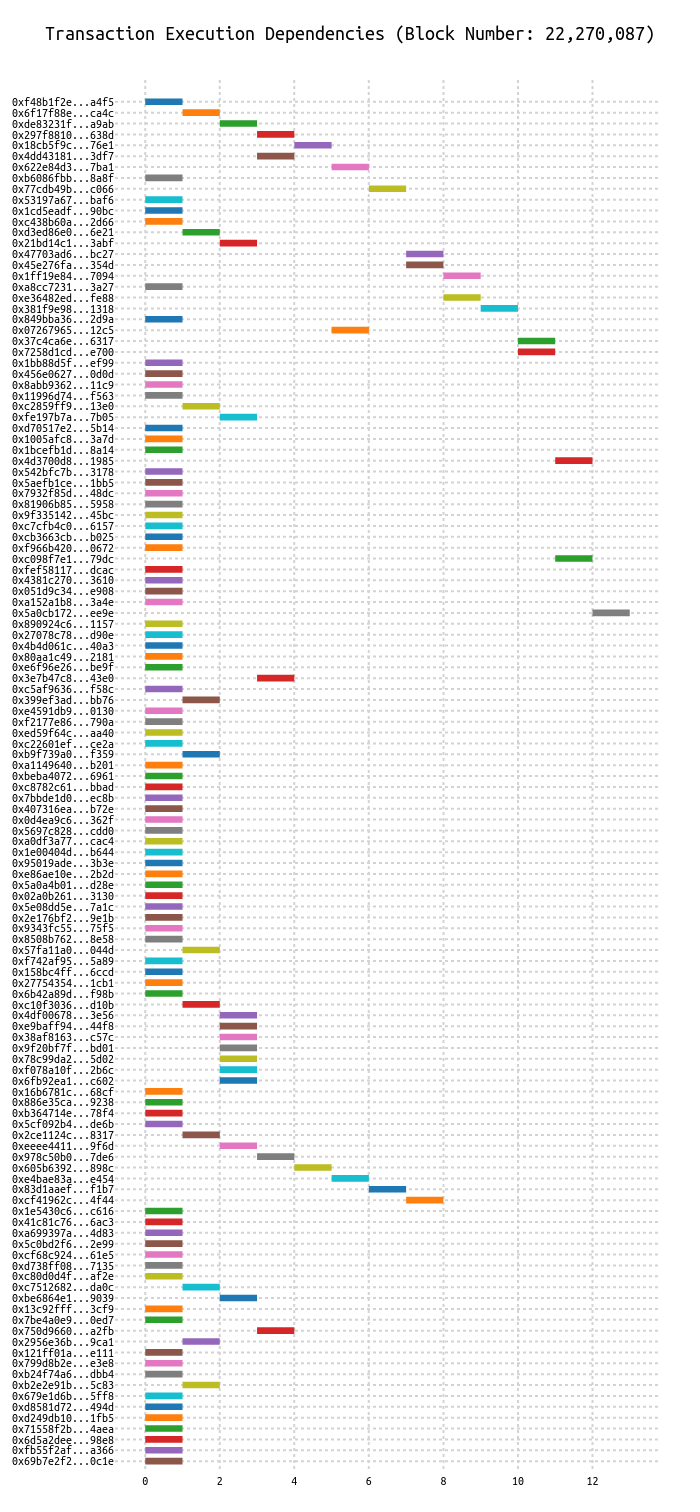 Transaction Execution Dependencies (Block Number: 22,270,087)
0xf48b1f2e...a4f5
0x6f17f88e...ca4c
0xde83231f...a9ab
0x297f8810...638d
0x18cb5f9c...76e1
0x4dd43181...3df7
0x622e84d3...7ba1
0xb6086fbb...8a8f
0x77cdb49b...c066
0x53197a67...baf6
0x1cd5eadf...90bc
0xc438b60a...2d66
0xd3ed86e0...6e21
0x21bd14c1...3abf
0x47703ad6...bc27
0x45e276fa...354d
0x1ff19e84...7094
0xa8cc7231...3a27
0xe36482ed...fe88
0x381f9e98...1318
0x849bba36...2d9a
0x07267965...12c5
0x37c4ca6e...6317
0x7258d1cd...e700
0x1bb88d5f...ef99
0x456e0627...0d0d
0x8abb9362...11c9
0x11996d74...f563
0xc2859ff9...13e0
0xfe197b7a...7b05
0xd70517e2...5b14
0x1005afc8...3a7d
0x1bcefb1d...8a14
0x4d3700d8...1985
0x542bfc7b...3178
0x5aefb1ce...1bb5
0x7932f85d...48dc
0x81906b85...5958
0x9f335142...45bc
0xc7cfb4c0...6157
0xcb3663cb...b025
0xf966b420...0672
0xc098f7e1...79dc
0xfef58117...dcac
0x4381c270...3610
0x051d9c34...e908
0xa152a1b8...3a4e
0x5a0cb172...ee9e
0x890924c6...1157
0x27078c78...d90e
0x4b4d061c...40a3
0x80aa1c49...2181
0xe6f96e26...be9f
0x3e7b47c8...43e0
0xc5af9636...f58c
0x399ef3ad...bb76
0xe4591db9...0130
0xf2177e86...790a
0xed59f64c...aa40
0xc22601ef...ce2a
0xb9f739a0...f359
0xa1149640...b201
0xbeba4072...6961
0xc8782c61...bbad
0x7bbde1d0...ec8b
0x407316ea...b72e
0x0d4ea9c6...362f
0x5697c828...cdd0
0xa0df3a77...cac4
0x1e00404d...b644
0x95019ade...3b3e
0xe86ae10e...2b2d
0x5a0a4b01...d28e
0x02a0b261...3130
0x5e08dd5e...7a1c
0x2e176bf2...9e1b
0x9343fc55...75f5
0x8508b762...8e58
0x57fa11a0...044d
0xf742af95...5a89
0x158bc4ff...6ccd
0x27754354...1cb1
0x6b42a89d...f98b
0xc10f3036...d10b
0x4df00678...3e56
0xe9baff94...44f8
0x38af8163...c57c
0x9f20bf7f...bd01
0x78c99da2...5d02
0xf078a10f...2b6c
0x6fb92ea1...c602
0x16b6781c...68cf
0x886e35ca...9238
0xb364714e...78f4
0x5cf092b4...de6b
0x2ce1124c...8317
0xeeee4411...9f6d
0x978c50b0...7de6
0x605b6392...898c
0xe4bae83a...e454
0x83d1aaef...f1b7
0xcf41962c...4f44
0x1e5430c6...c616
0x41c81c76...6ac3
0xa699397a...4d83
0x5c0bd2f6...2e99
0xcf68c924...61e5
0xd738ff08...7135
0xc80d0d4f...af2e
0xc7512682...da0c
0xbe6864e1...9039
0x13c92fff...3cf9
0x7be4a0e9...0ed7
0x750d9660...a2fb
0x2956e36b...9ca1
0x121ff01a...e111
0x799d8b2e...e3e8
0xb24f74a6...dbb4
0xb2e2e91b...5c83
0x679e1d6b...5ff8
0xd8581d72...494d
0xd249db10...1fb5
0x71558f2b...4aea
0x6d5a2dee...98e8
0xfb55f2af...a366
0x69b7e2f2...0c1e
0 2 4 6 8 10 12